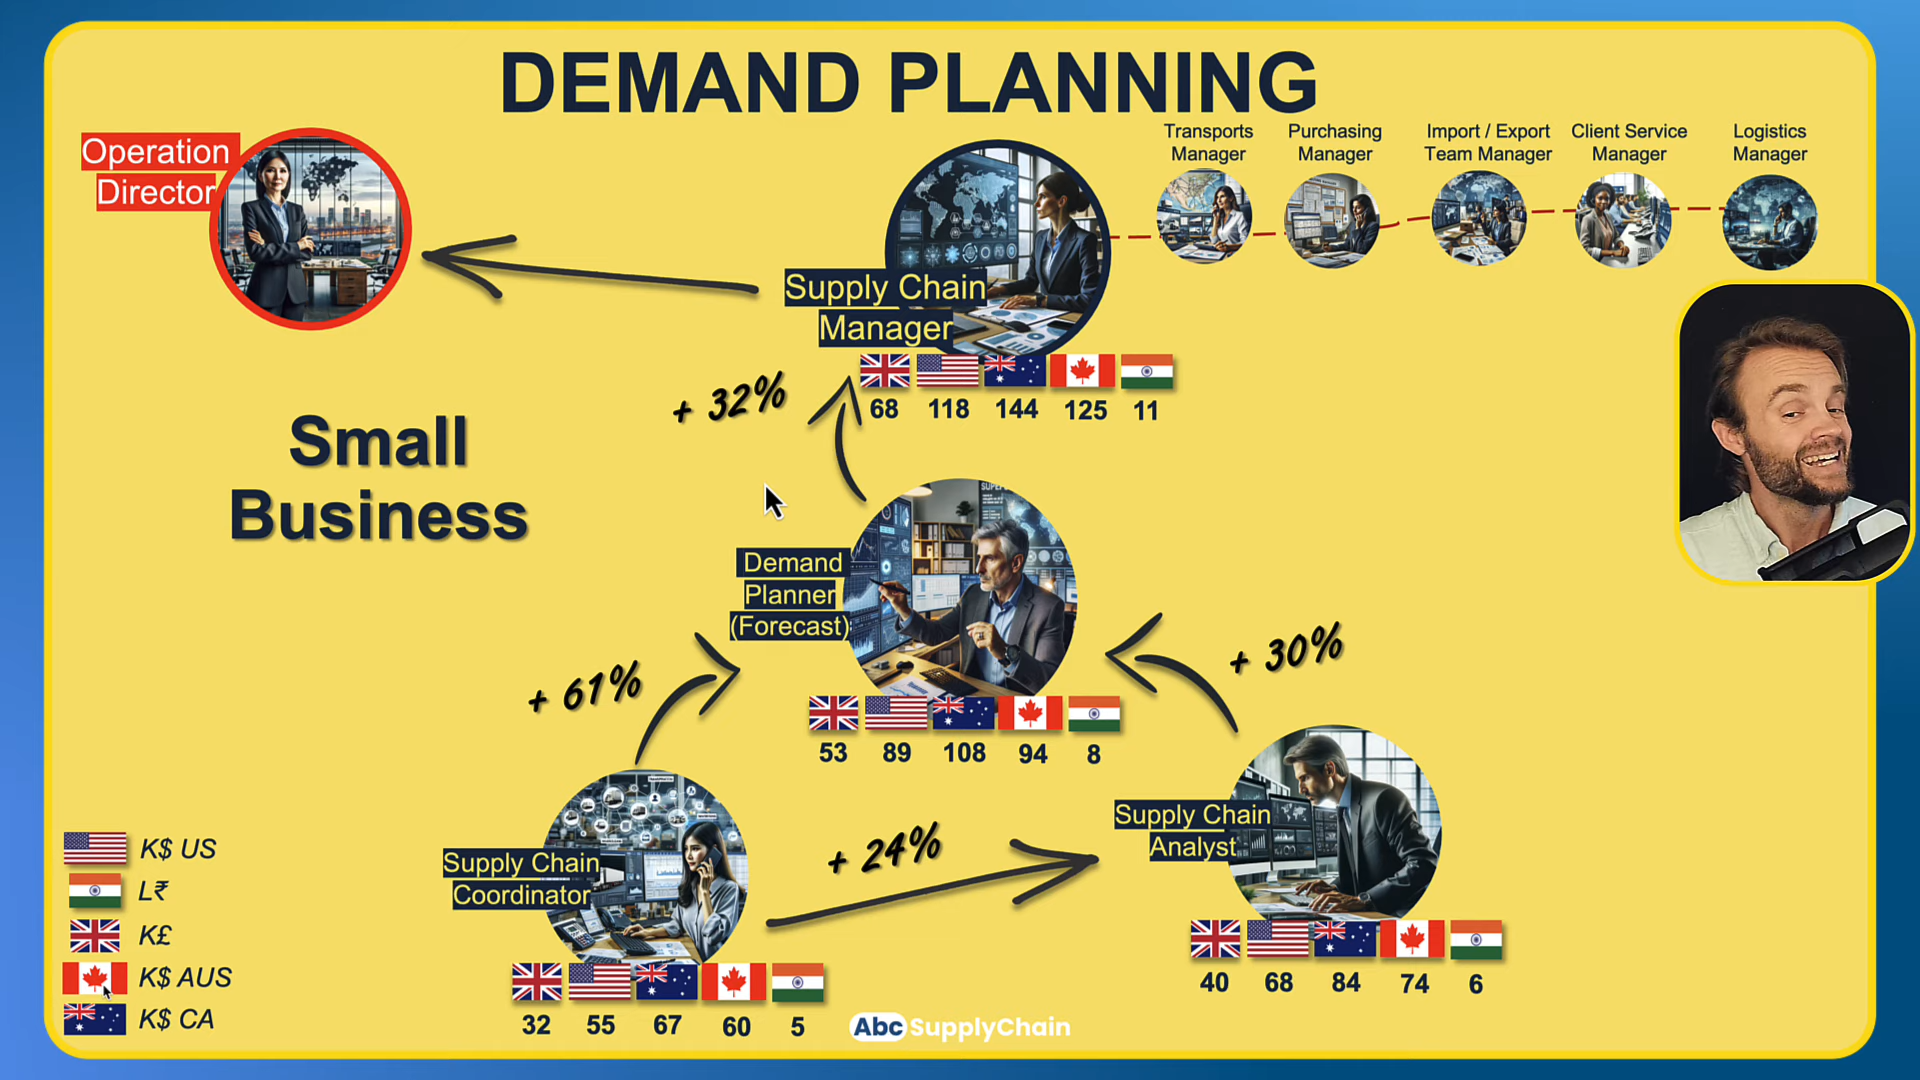 DEMAND PLANNING
Operation
Director
Transports
Manager
Purchasing
Manager
Import / Export
Team Manager
Client Service
Manager
Logistics
Manager
Supply Chain
Manager
68 118 144 125 11
+ 32%
Small
Business
Demand
Planner
(Forecast)
53 89 108 94 8
+ 61%
+ 30%
+ 24%
Supply Chain
Coordinator
32 55 67 60 5
Supply Chain
Analyst
40 68 84 74 6
K$ US
L₹
K£
K$ AUS
K$ CA
Abc SupplyChain